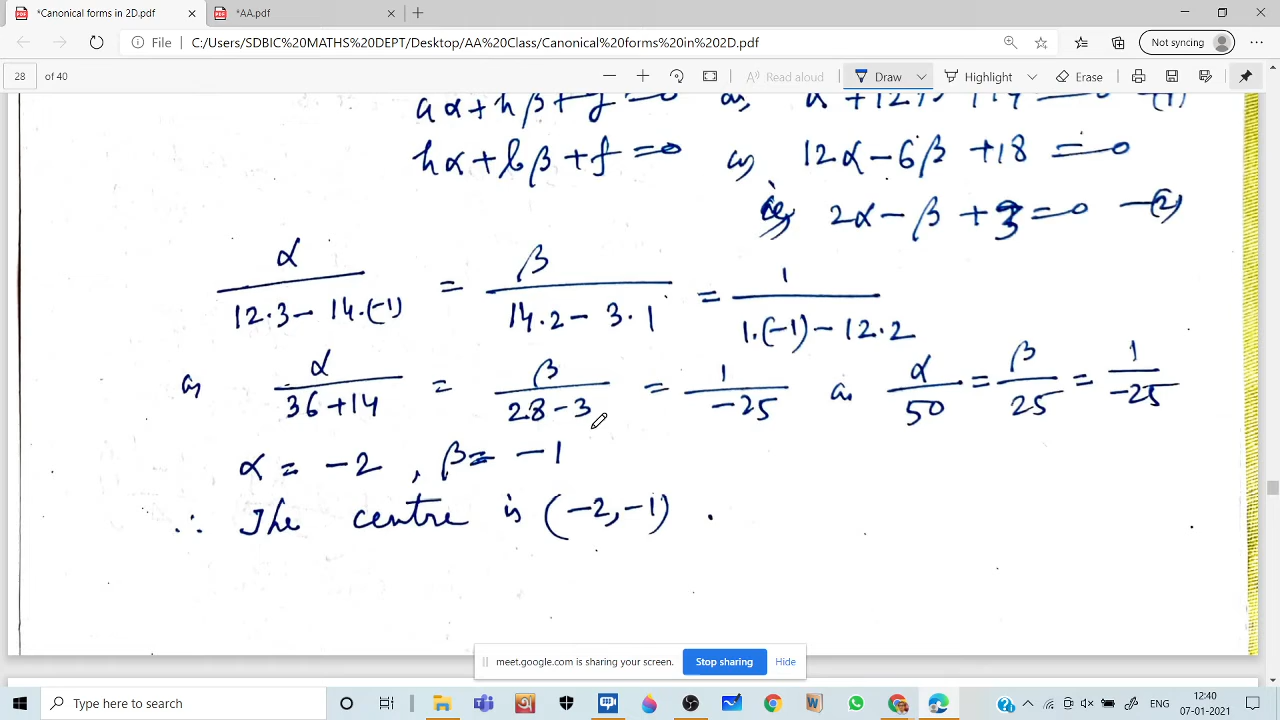 *Canonical forms in 2D.pdf × *AA.pdf × +
File C:/Users/SDBIC%20MATHS%20DEPT/Desktop/AA%20Class/Canonical%20forms%20in%202D.pdf Not syncing
28 of 40 Read aloud Draw Highlight Erase
hα + bβ + f = 0 or, 12α − 6β + 18 = 0
2α − β + 3 = 0 —(2)
α/(12·3 − 14·(−1)) = β/(14·2 − 3·1) = 1/(1·(−1) − 12·2)
or, α/(36+14) = β/(28−3) = 1/−25 or, α/50 = β/25 = 1/−25
α = −2 , β = −1
∴ The centre is (−2, −1) .
meet.google.com is sharing your screen. Stop sharing Hide
Type here to search ENG 12:40
07-01-2021